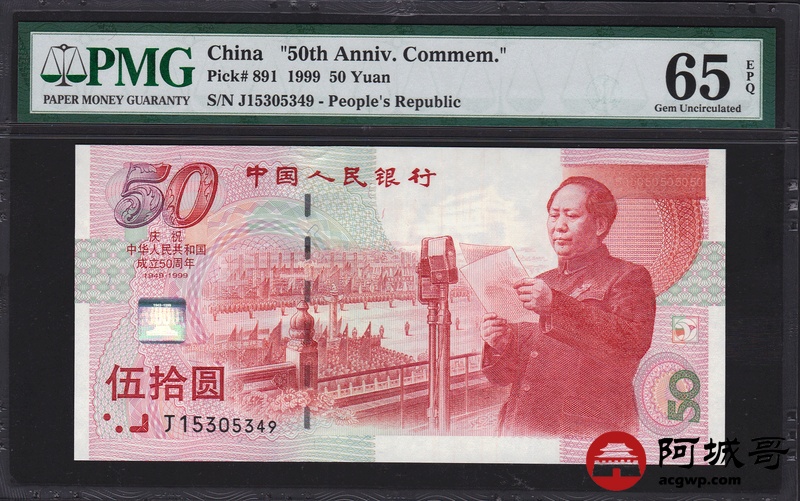 PMG
PAPER MONEY GUARANTY
China "50th Anniv. Commem."
Pick# 891 1999 50 Yuan
S/N J15305349 - People's Republic
65
EPQ
Gem Uncirculated
50
中国人民银行
庆祝
中华人民共和国
成立50周年
1949-1999
伍拾圆
J15305349
50
阿城哥
acgwp.com